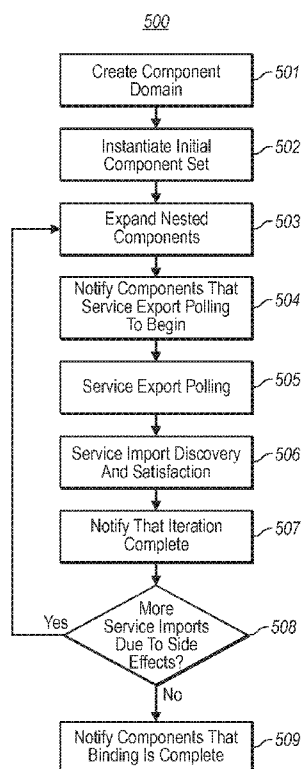 500
Create Component
Domain
501
Instantiate Initial
Component Set
502
Expand Nested
Components
503
Notify Components That
Service Export Polling
To Begin
504
Service Export Polling
505
Service Import Discovery
And Satisfaction
506
Notify That Iteration
Complete
507
More
Service Imports
Due To Side
Effects?
508
Yes
No
Notify Components That
Binding Is Complete
509